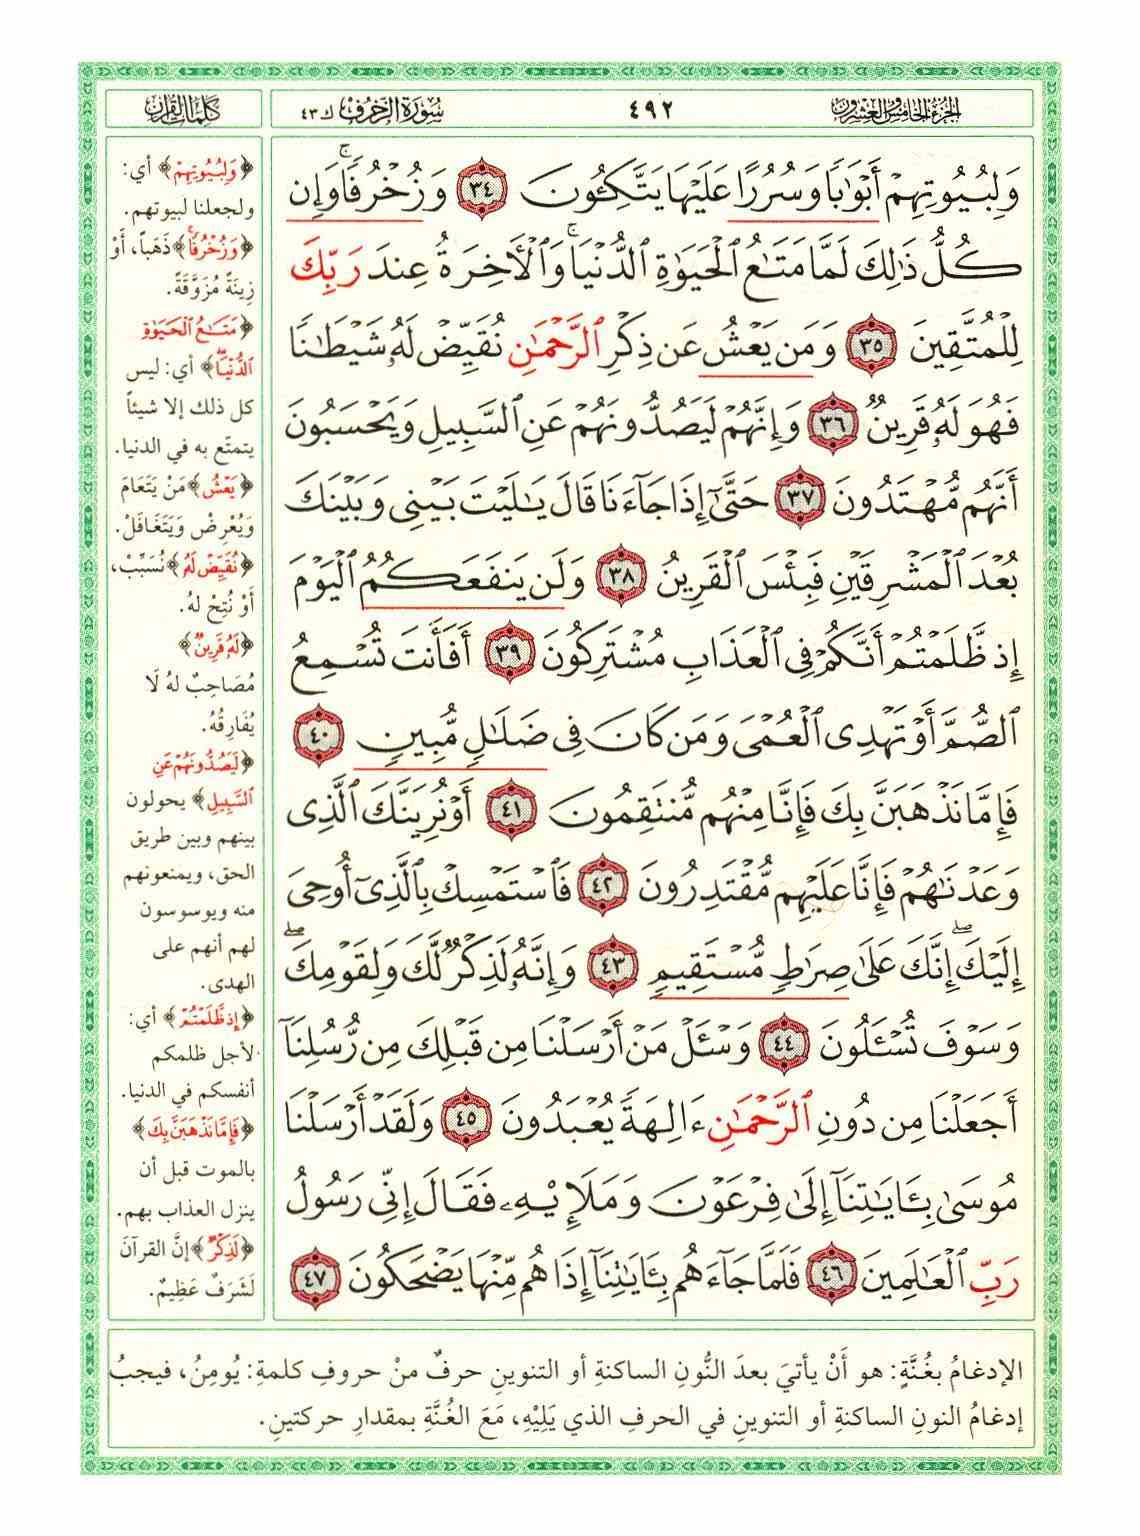 الجزء الخامس والعشرون
٤٩٢
سُورَةُ الزُّخْرُفِ ك ٤٣
كلمات القرآن
وَلِبُيُوتِهِمْ أَبْوَٰبًا وَسُرُرًا عَلَيْهَا يَتَّكِـُٔونَ ٣٤ وَزُخْرُفًا ۚ وَإِن
كُلُّ ذَٰلِكَ لَمَّا مَتَـٰعُ ٱلْحَيَوٰةِ ٱلدُّنْيَا ۚ وَٱلْـَٔاخِرَةُ عِندَ رَبِّكَ
لِلْمُتَّقِينَ ٣٥ وَمَن يَعْشُ عَن ذِكْرِ ٱلرَّحْمَـٰنِ نُقَيِّضْ لَهُۥ شَيْطَـٰنًا
فَهُوَ لَهُۥ قَرِينٌ ٣٦ وَإِنَّهُمْ لَيَصُدُّونَهُمْ عَنِ ٱلسَّبِيلِ وَيَحْسَبُونَ
أَنَّهُم مُّهْتَدُونَ ٣٧ حَتَّىٰٓ إِذَا جَآءَنَا قَالَ يَـٰلَيْتَ بَيْنِى وَبَيْنَكَ
بُعْدَ ٱلْمَشْرِقَيْنِ فَبِئْسَ ٱلْقَرِينُ ٣٨ وَلَن يَنفَعَكُمُ ٱلْيَوْمَ
إِذ ظَّلَمْتُمْ أَنَّكُمْ فِى ٱلْعَذَابِ مُشْتَرِكُونَ ٣٩ أَفَأَنتَ تُسْمِعُ
ٱلصُّمَّ أَوْ تَهْدِى ٱلْعُمْىَ وَمَن كَانَ فِى ضَلَـٰلٍ مُّبِينٍ ٤٠
فَإِمَّا نَذْهَبَنَّ بِكَ فَإِنَّا مِنْهُم مُّنتَقِمُونَ ٤١ أَوْ نُرِيَنَّكَ ٱلَّذِى
وَعَدْنَـٰهُمْ فَإِنَّا عَلَيْهِم مُّقْتَدِرُونَ ٤٢ فَٱسْتَمْسِكْ بِٱلَّذِىٓ أُوحِىَ
إِلَيْكَ ۖ إِنَّكَ عَلَىٰ صِرَٰطٍ مُّسْتَقِيمٍ ٤٣ وَإِنَّهُۥ لَذِكْرٌ لَّكَ وَلِقَوْمِكَ ۖ
وَسَوْفَ تُسْـَٔلُونَ ٤٤ وَسْـَٔلْ مَنْ أَرْسَلْنَا مِن قَبْلِكَ مِن رُّسُلِنَآ
أَجَعَلْنَا مِن دُونِ ٱلرَّحْمَـٰنِ ءَالِهَةً يُعْبَدُونَ ٤٥ وَلَقَدْ أَرْسَلْنَا
مُوسَىٰ بِـَٔايَـٰتِنَآ إِلَىٰ فِرْعَوْنَ وَمَلَإِي۟هِۦ فَقَالَ إِنِّى رَسُولُ
رَبِّ ٱلْعَـٰلَمِينَ ٤٦ فَلَمَّا جَآءَهُم بِـَٔايَـٰتِنَآ إِذَا هُم مِّنْهَا يَضْحَكُونَ ٤٧
﴿وَلِبُيُوتِهِمْ﴾ أي:
ولجعلنا لبيوتهم.
﴿وَزُخْرُفًا﴾ ذَهَباً، أَوْ
زِينَةً مُزَوَّقَةً.
﴿مَتَـٰعُ ٱلْحَيَوٰةِ
ٱلدُّنْيَا﴾ أي: ليس
كل ذلك إلا شيئاً
يتمتّع به في الدنيا.
﴿يَعْشُ﴾ مَنْ يَتَعَامَ
وَيُعْرِضْ وَيَتَغَافَلُ.
﴿نُقَيِّضْ لَهُ﴾ نُسَبِّبْ،
أَوْ نُتِحْ لهُ.
﴿لَهُۥ قَرِينٌ﴾
مُصَاحِبٌ لهُ لَا
يُفَارِقُهُ.
﴿لَيَصُدُّونَهُمْ عَنِ
ٱلسَّبِيلِ﴾ يحولون
بينهم وبين طريق
الحق، ويمنعونهم
منه ويوسوسون
لهم أنهم على
الهدى.
﴿إِذ ظَّلَمْتُمْ﴾ أي:
لأجل ظلمكم
أنفسكم في الدنيا.
﴿فَإِمَّا نَذْهَبَنَّ بِكَ﴾
بالموت قبل أن
ينزل العذاب بهم.
﴿لَذِكْرٌ﴾ إنَّ القرآنَ
لَشَرَفٌ عَظِيمٌ.
الإدغامُ بغُنَّةٍ: هو أَنْ يأتيَ بعدَ النُّونِ الساكنةِ أو التنوينِ حرفٌ منْ حروفِ كلمةِ: يُومِنُ، فيجبُ
إدغامُ النونِ الساكنةِ أو التنوينِ في الحرفِ الذي يَلِيْهِ، مَعَ الغُنَّةِ بمقدارِ حركتينِ.